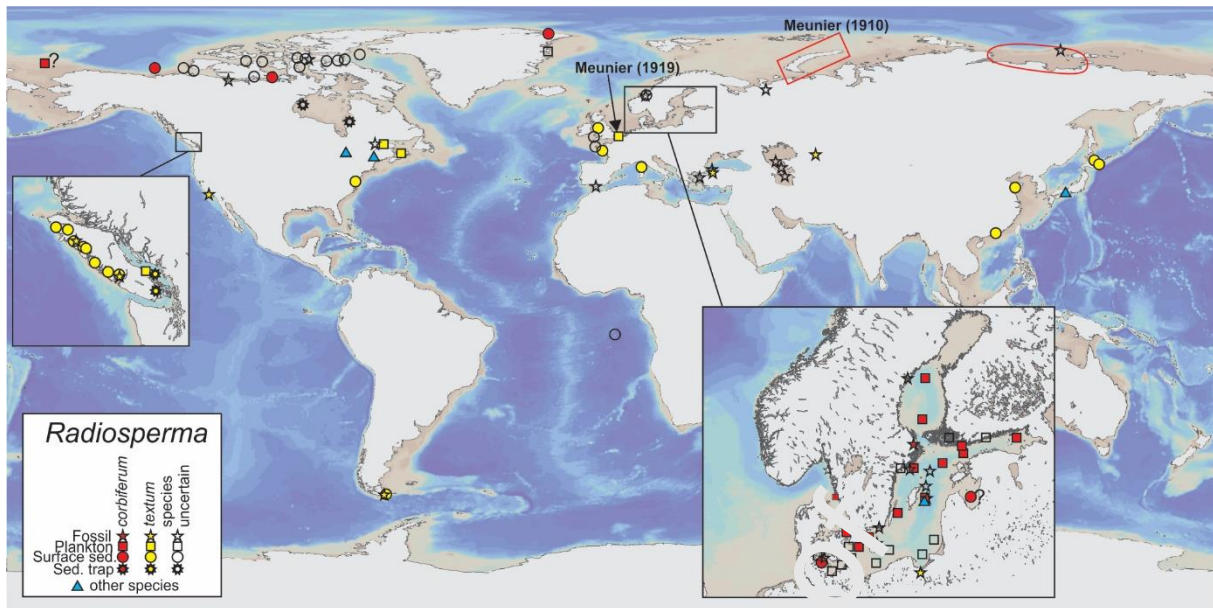 Meunier (1910)
?
Meunier (1919)
?
Radiosperma
corbiferum
textum
species
uncertain
Fossil
Plankton
Surface sed.
Sed. trap
other species